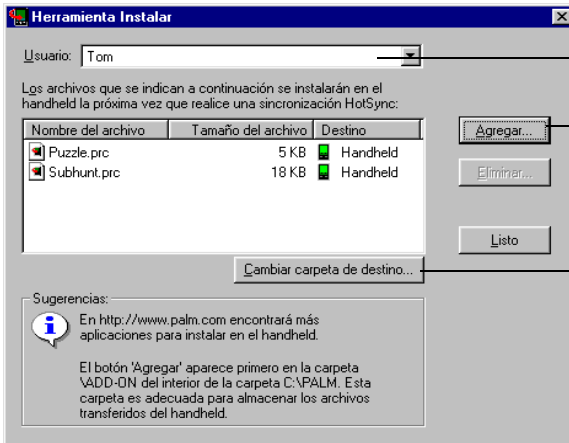 Herramienta Instalar
Usuario: Tom
Los archivos que se indican a continuación se instalarán en el
handheld la próxima vez que realice una sincronización HotSync:
Nombre del archivo Tamaño del archivo Destino
Puzzle.prc 5 KB Handheld
Subhunt.prc 18 KB Handheld
Agregar...
Eliminar...
Listo
Cambiar carpeta de destino...
Sugerencias:
En http://www.palm.com encontrará más
aplicaciones para instalar en el handheld.
El botón 'Agregar' aparece primero en la carpeta
\ADD-ON del interior de la carpeta C:\PALM. Esta
carpeta es adecuada para almacenar los archivos
transferidos del handheld.